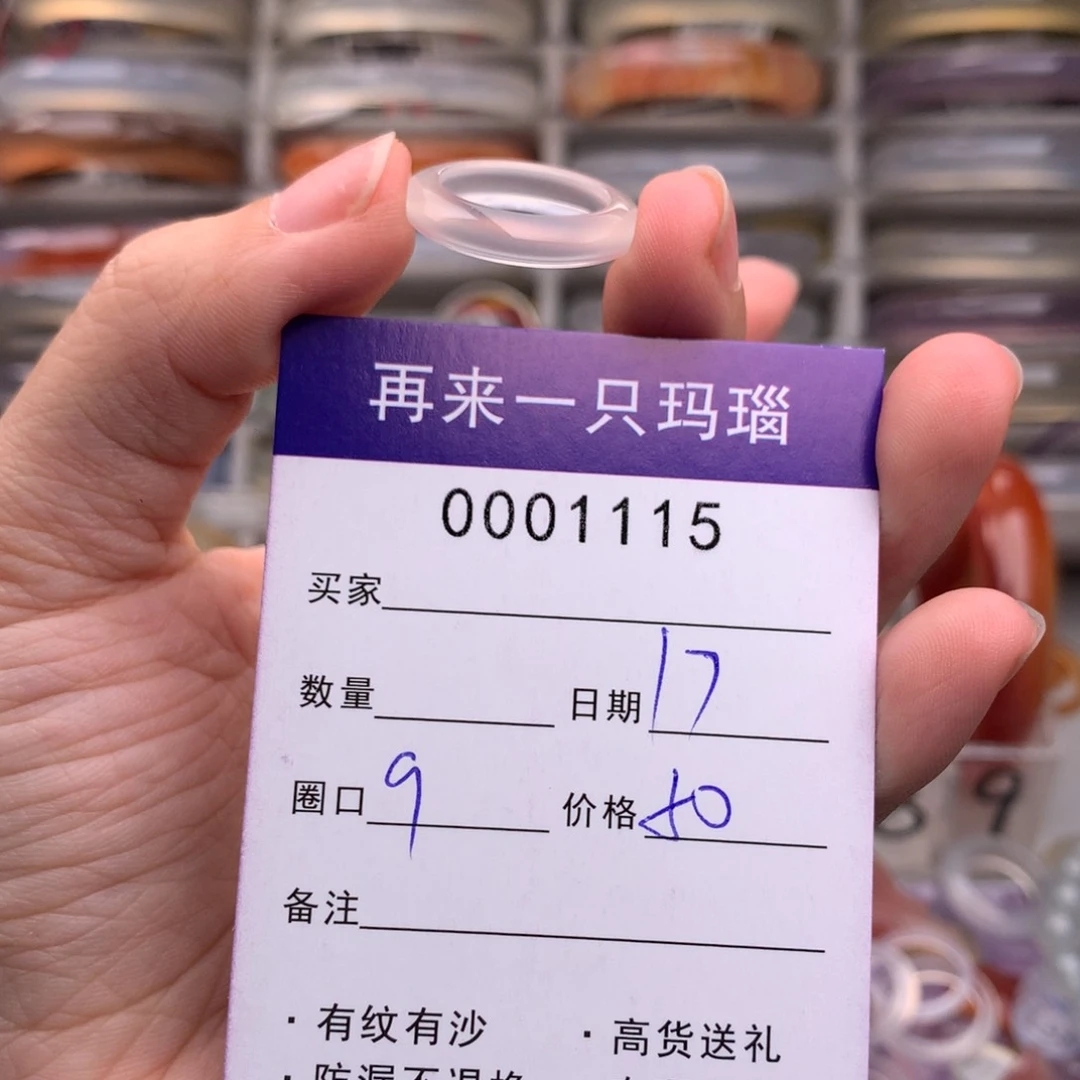 再来一只玛瑙
0001115
买家
数量 日期 17
圈口 9 价格 50
备注
· 有纹有沙 · 高货送礼
9